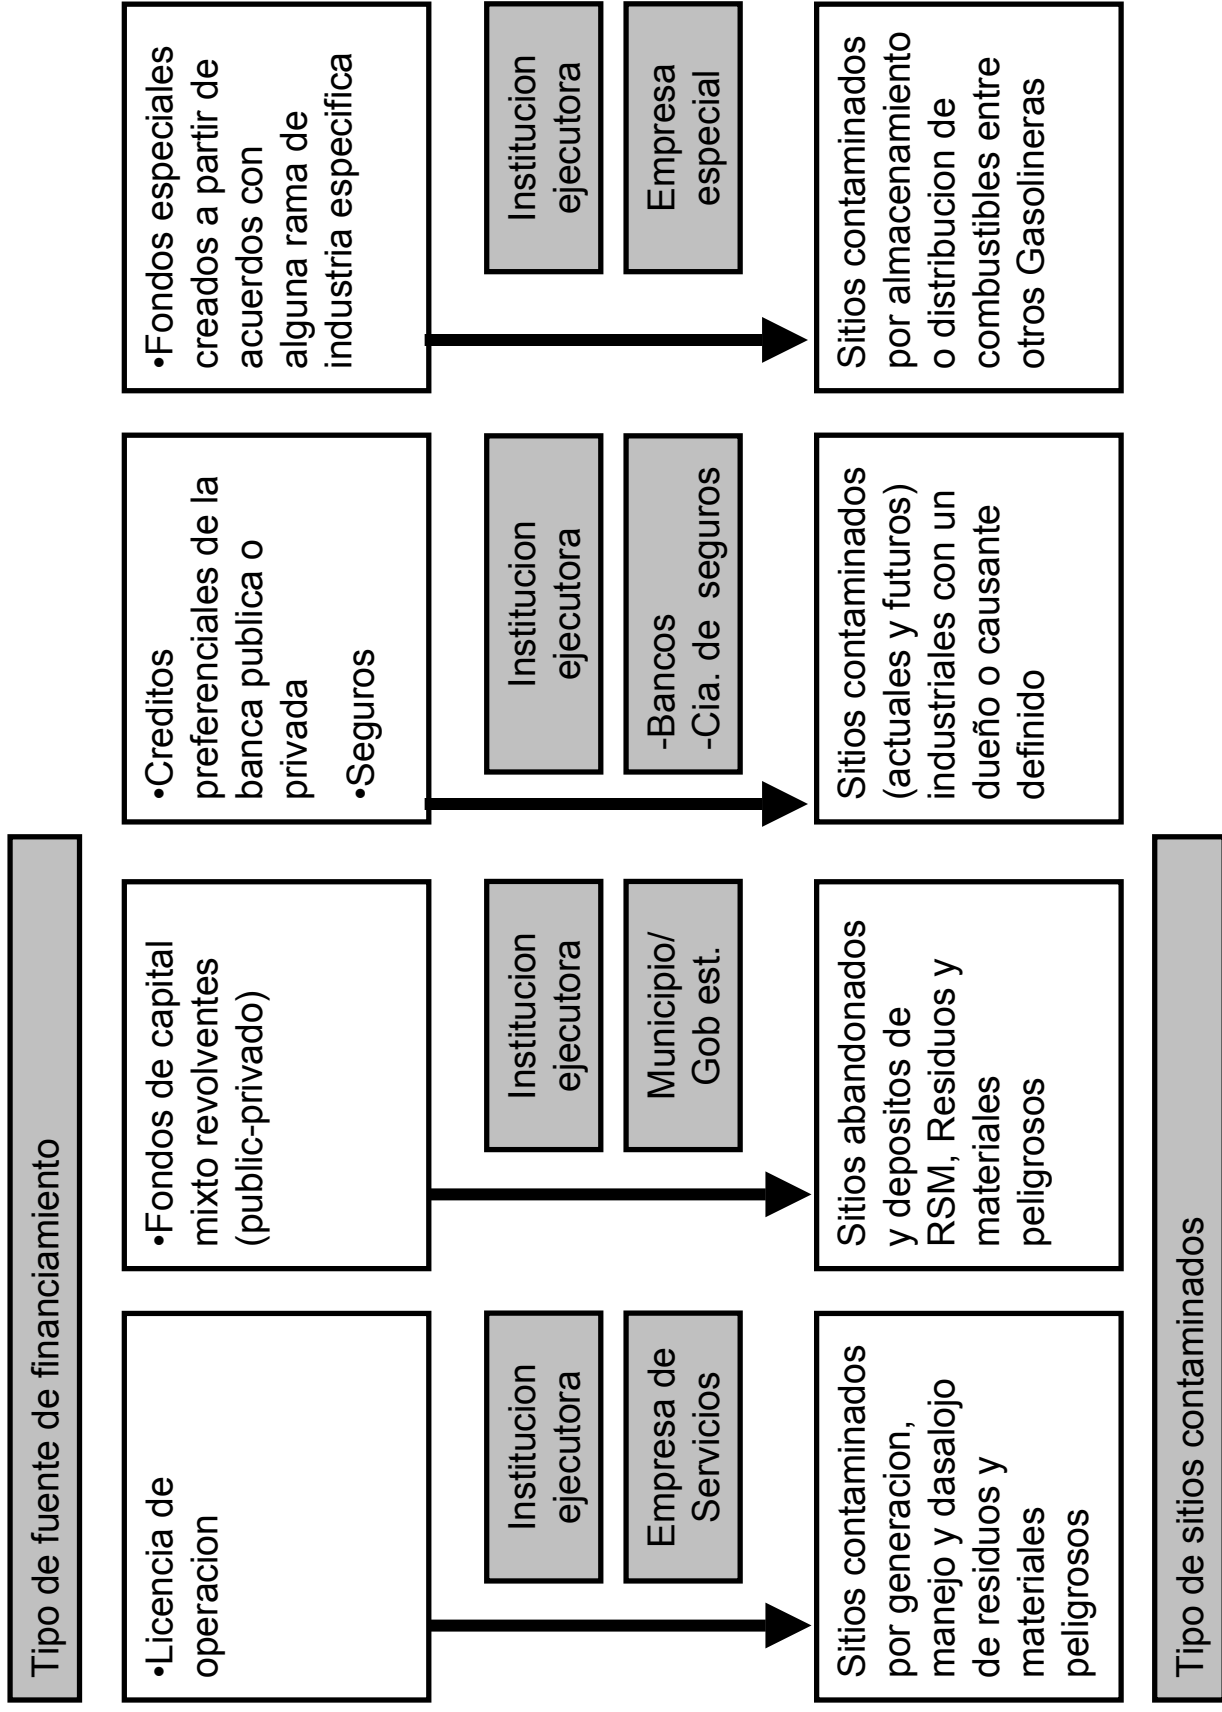 Tipo de fuente de financiamiento
•Licencia de
operacion
Institucion
ejecutora
Empresa de
Servicios
Sitios contaminados
por generacion,
manejo y dasalojo
de residuos y
materiales
peligrosos
•Fondos de capital
mixto revolventes
(public-privado)
Institucion
ejecutora
Municipio/
Gob est.
Sitios abandonados
y depositos de
RSM, Residuos y
materiales
peligrosos
•Creditos
preferenciales de la
banca publica o
privada
•Seguros
Institucion
ejecutora
-Bancos
-Cia. de seguros
Sitios contaminados
(actuales y futuros)
industriales con un
dueño o causante
definido
•Fondos especiales
creados a partir de
acuerdos con
alguna rama de
industria especifica
Institucion
ejecutora
Empresa
especial
Sitios contaminados
por almacenamiento
o distribucion de
combustibles entre
otros Gasolineras
Tipo de sitios contaminados